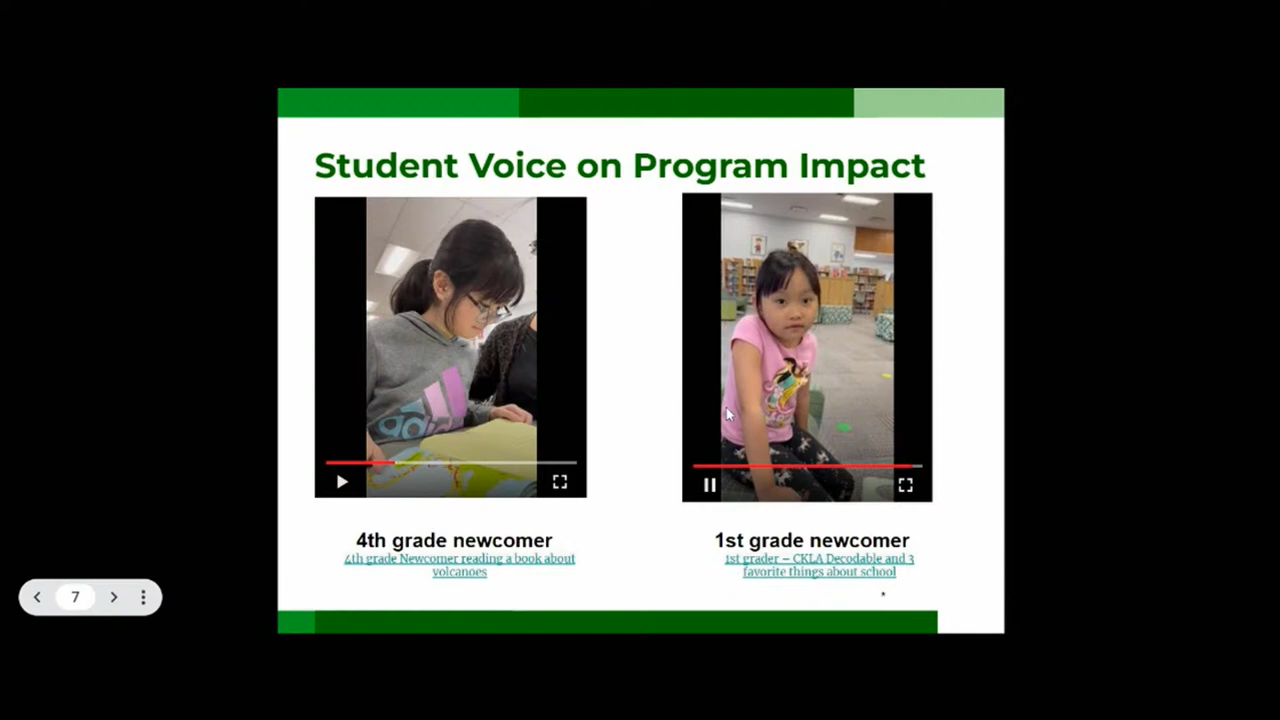 Student Voice on Program Impact
adidas
4th grade newcomer
4th grade Newcomer reading a book about
volcanoes
1st grade newcomer
1st grader – CKLA Decodable and 3
favorite things about school
7